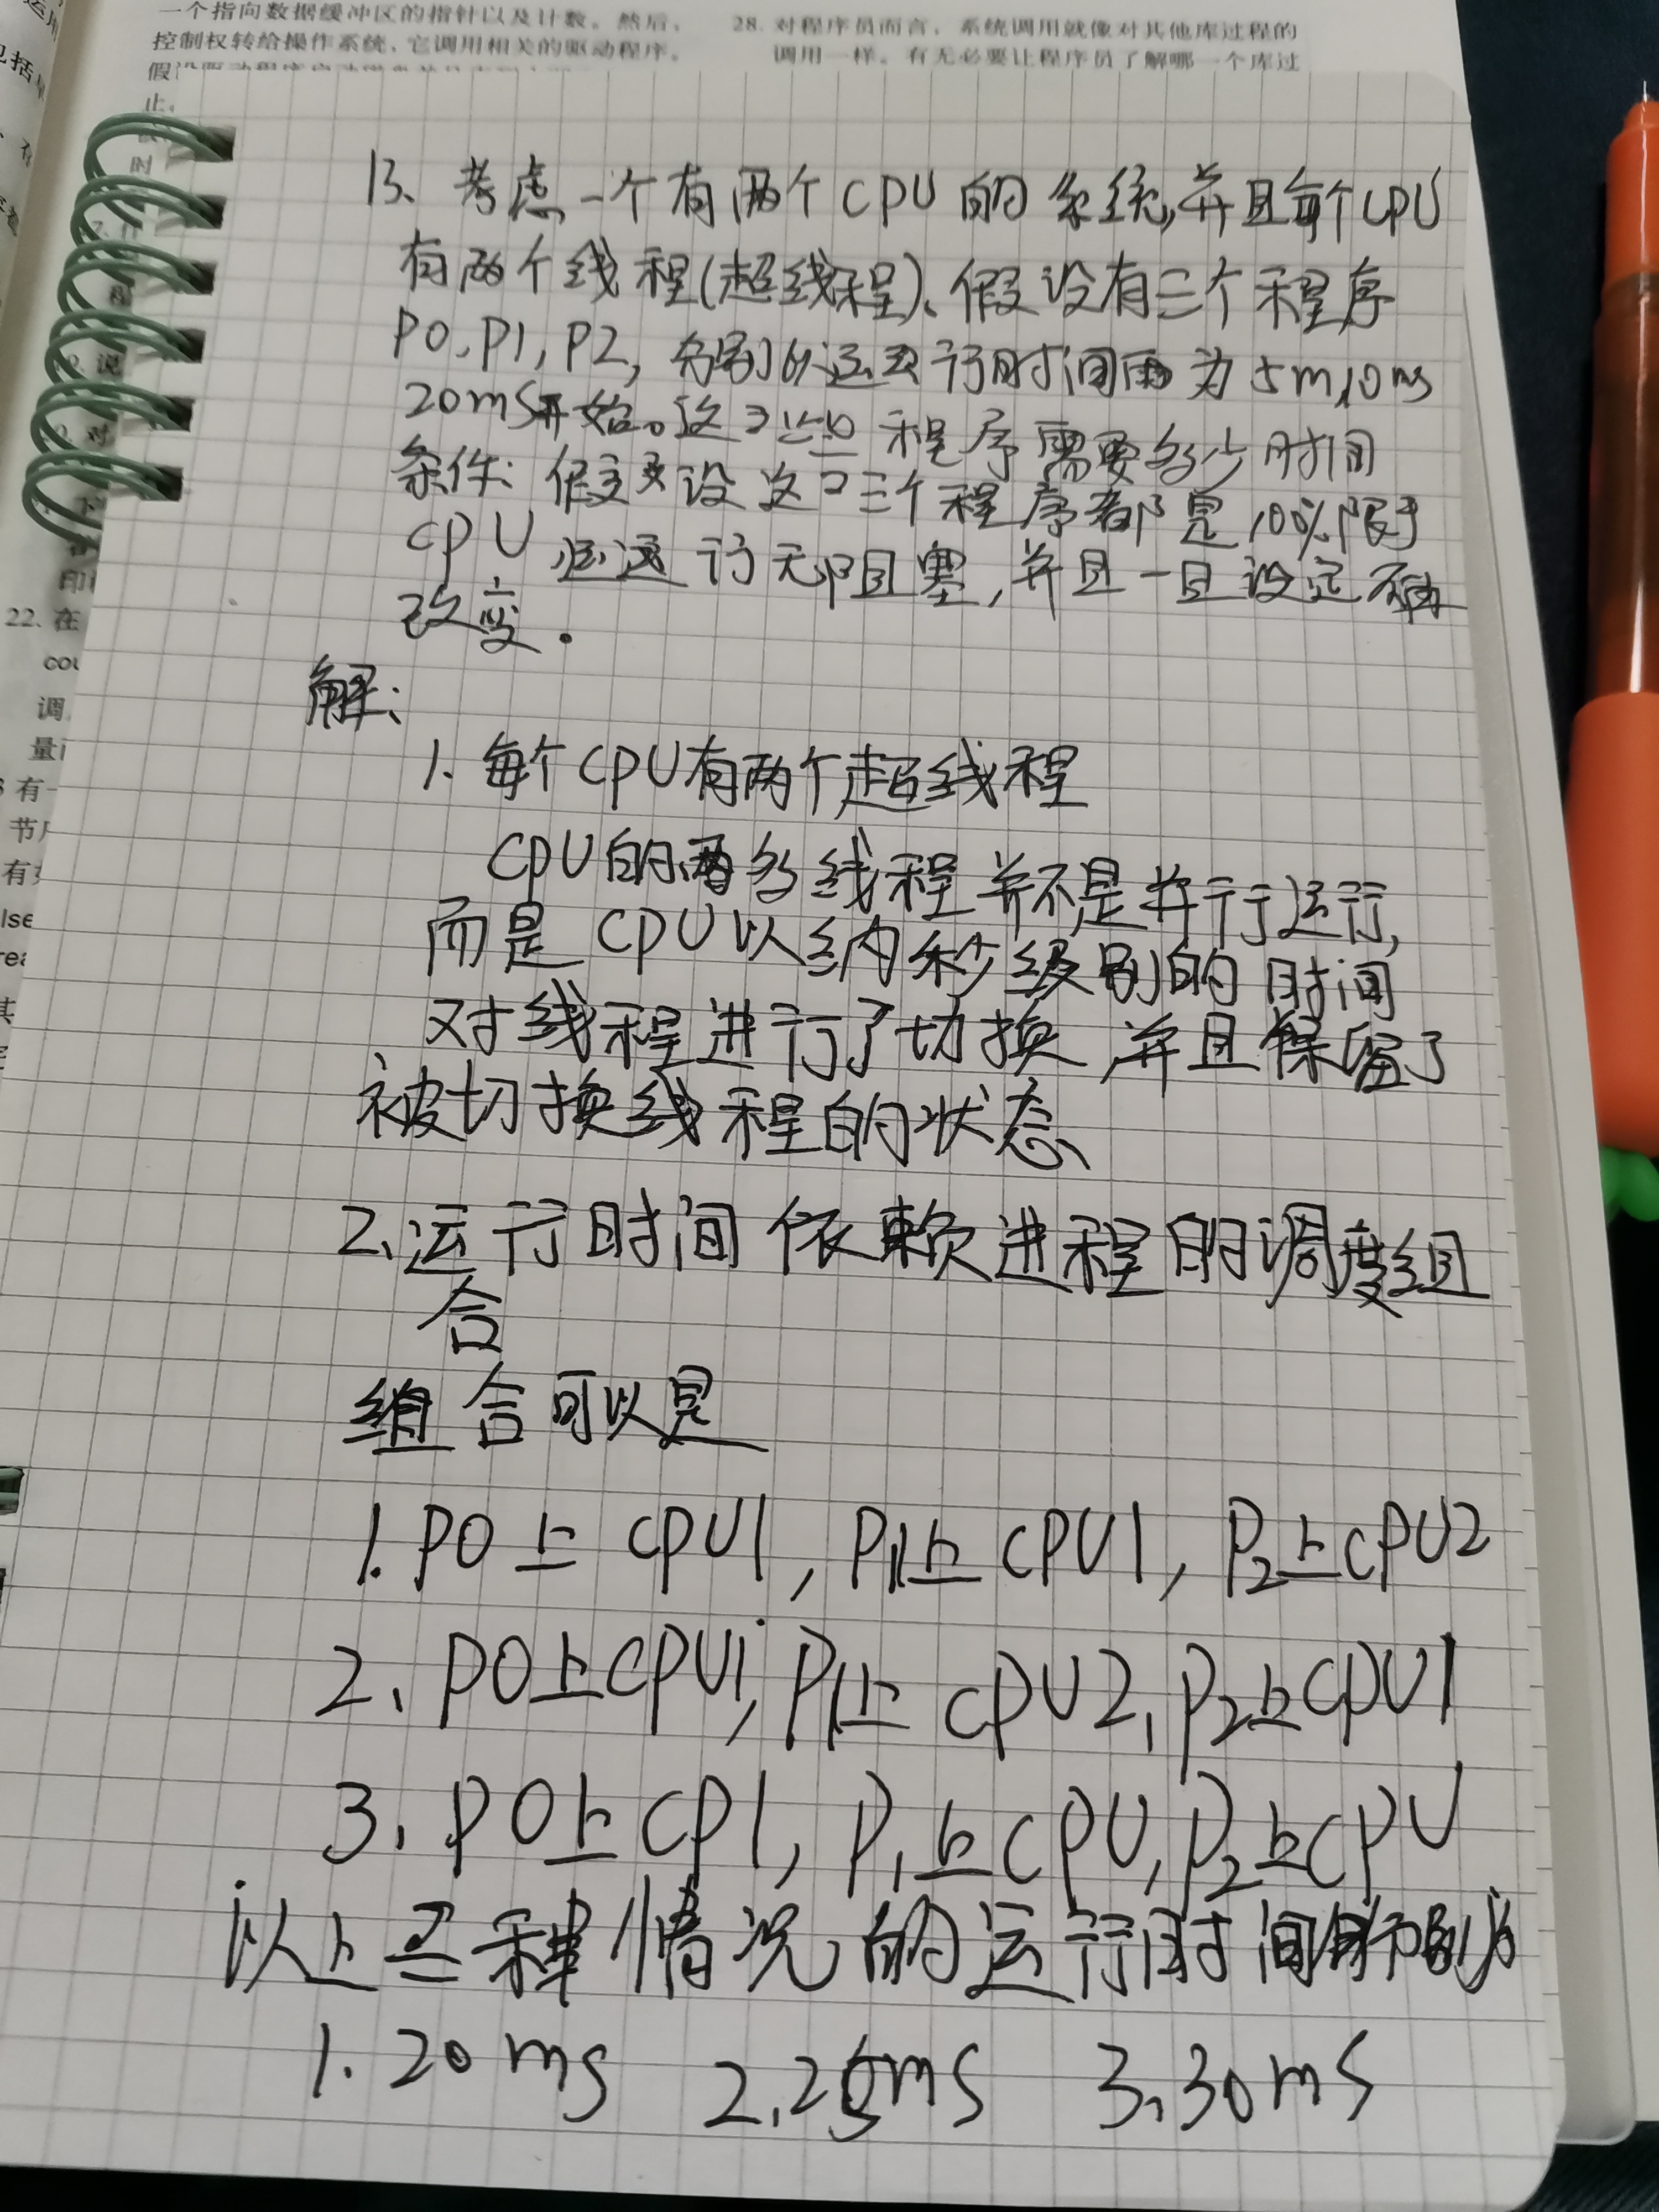 一个指向数据缓冲区的指针以及计数。然后,
控制权转给操作系统,它调用相关的驱动程序。
28. 对程序员而言,系统调用就像对其他库过程的
调用一样。有无必要让程序员了解哪一个库过
止,
时
印
22. 在
cou
调
量
有
节
有
lse
rea
其
13、考虑一个有两个CPU的系统,并且每个CPU
有两个线程(超线程)、假设有三个程序
P0,P1,P2,分别以运行时间为5m,10ms
20ms开始。这些程序需要多少时间
条件:假设这三个程序都是100%限于
CPU运行无阻塞,并且一旦设定不再
改变.
解:
1. 每个CPU有两个超线程
CPU的两多线程并不是并行运行,
而是CPU以纳秒级别的时间
对线程进行了切换,并且保留了
被切换线程的状态
2、运行时间依赖进程的调度组
合
组合可以是
1. P0上CPU1, P1上CPU1, P2上CPU2
2、P0上CPU1, P1上CPU2, P2上CPU1
3、P0上CP1, P1上CPU, P2上CPU
以上三种情况的运行时间分别为
1. 20ms 2、25ms 3、30ms